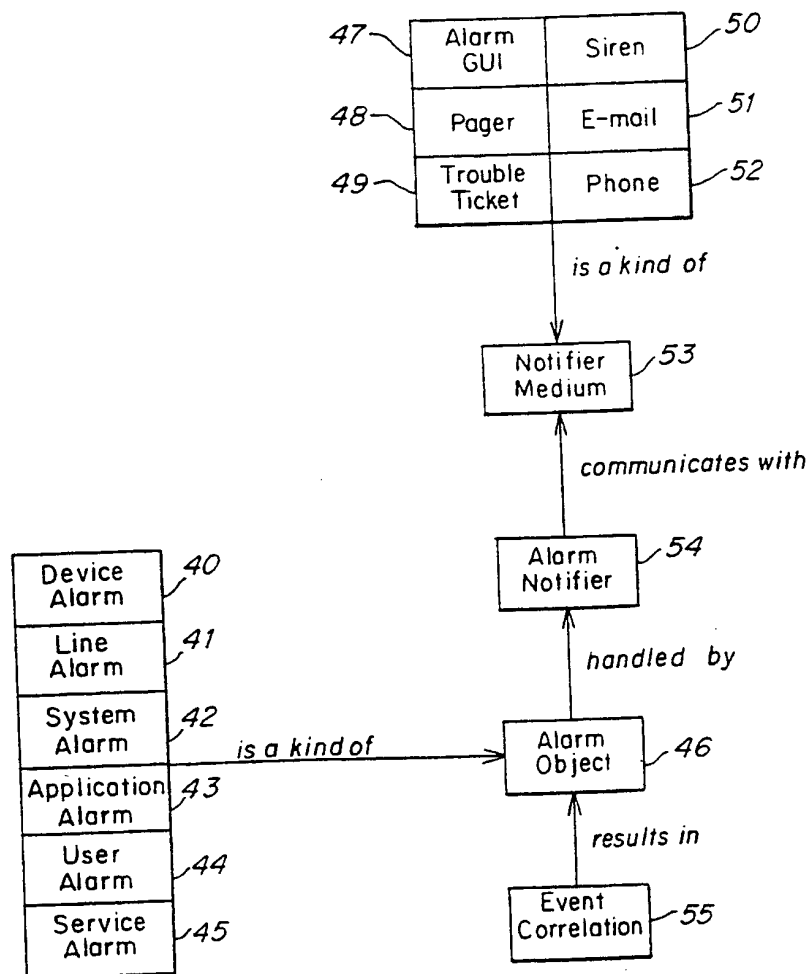 47
Alarm
GUI
Siren
50
48
Pager
E-mail
51
49
Trouble
Ticket
Phone
52
is a kind of
Notifier
Medium
53
communicates with
Alarm
Notifier
54
handled by
Device
Alarm
40
Line
Alarm
41
System
Alarm
42
Application
Alarm
43
User
Alarm
44
Service
Alarm
45
is a kind of
Alarm
Object
46
results in
Event
Correlation
55